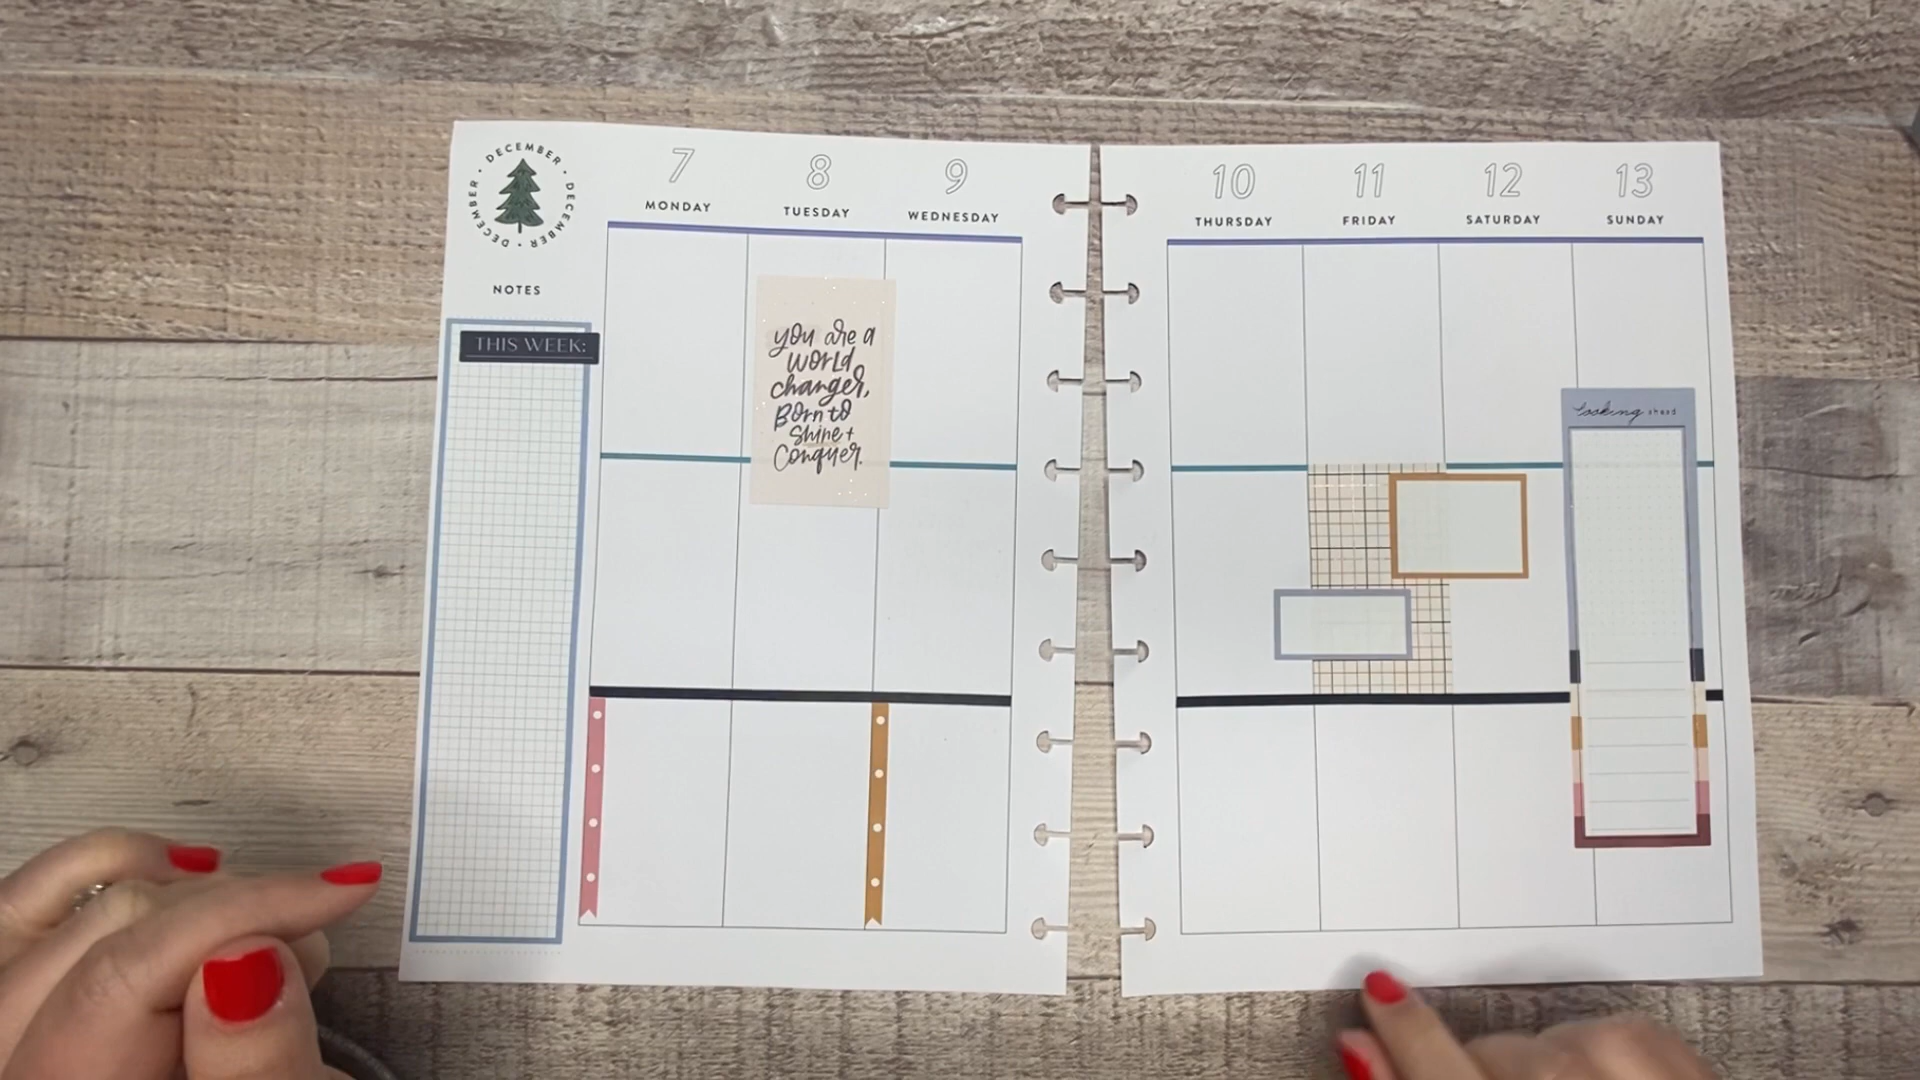 DECEMBER · DECEMBER · DECEMBER ·
7 8 9
MONDAY TUESDAY WEDNESDAY
10 11 12 13
THURSDAY FRIDAY SATURDAY SUNDAY
NOTES
THIS WEEK:
you are a
world
changer,
Born to
Shine +
Conquer.
looking ahead